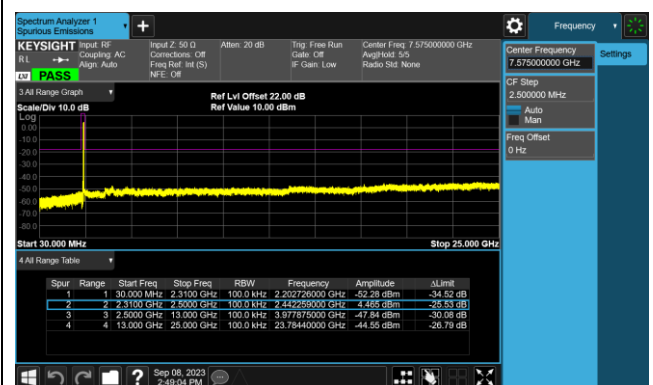 Spectrum Analyzer 1
Spurious Emissions
Frequency
KEYSIGHT
RL
LXI PASS
Input: RF
Coupling: AC
Align: Auto
Input Z: 50 Ω
Corrections: Off
Freq Ref: Int (S)
NFE: Off
Atten: 20 dB
Trig: Free Run
Gate: Off
IF Gain: Low
Center Freq: 7.575000000 GHz
Avg|Hold: 5/5
Radio Std: None
Center Frequency
7.575000000 GHz
Settings
CF Step
2.500000 MHz
Auto
Man
Freq Offset
0 Hz
3 All Range Graph
Scale/Div 10.0 dB
Ref Lvl Offset 22.00 dB
Ref Value 10.00 dBm
Log
0.00
-10.0
-20.0
-30.0
-40.0
-50.0
-60.0
-70.0
-80.0
Start 30.000 MHz Stop 25.000 GHz
4 All Range Table
Spur Range Start Freq Stop Freq RBW Frequency Amplitude ΔLimit
1 1 30.000 MHz 2.3100 GHz 100.0 kHz 2.202726000 GHz -52.28 dBm -34.52 dB
2 2 2.3100 GHz 2.5000 GHz 100.0 kHz 2.442259000 GHz 4.465 dBm -25.53 dB
3 3 2.5000 GHz 13.000 GHz 100.0 kHz 3.977875000 GHz -47.84 dBm -30.08 dB
4 4 13.000 GHz 25.000 GHz 100.0 kHz 23.78440000 GHz -44.55 dBm -26.79 dB
?
Sep 08, 2023
2:49:04 PM